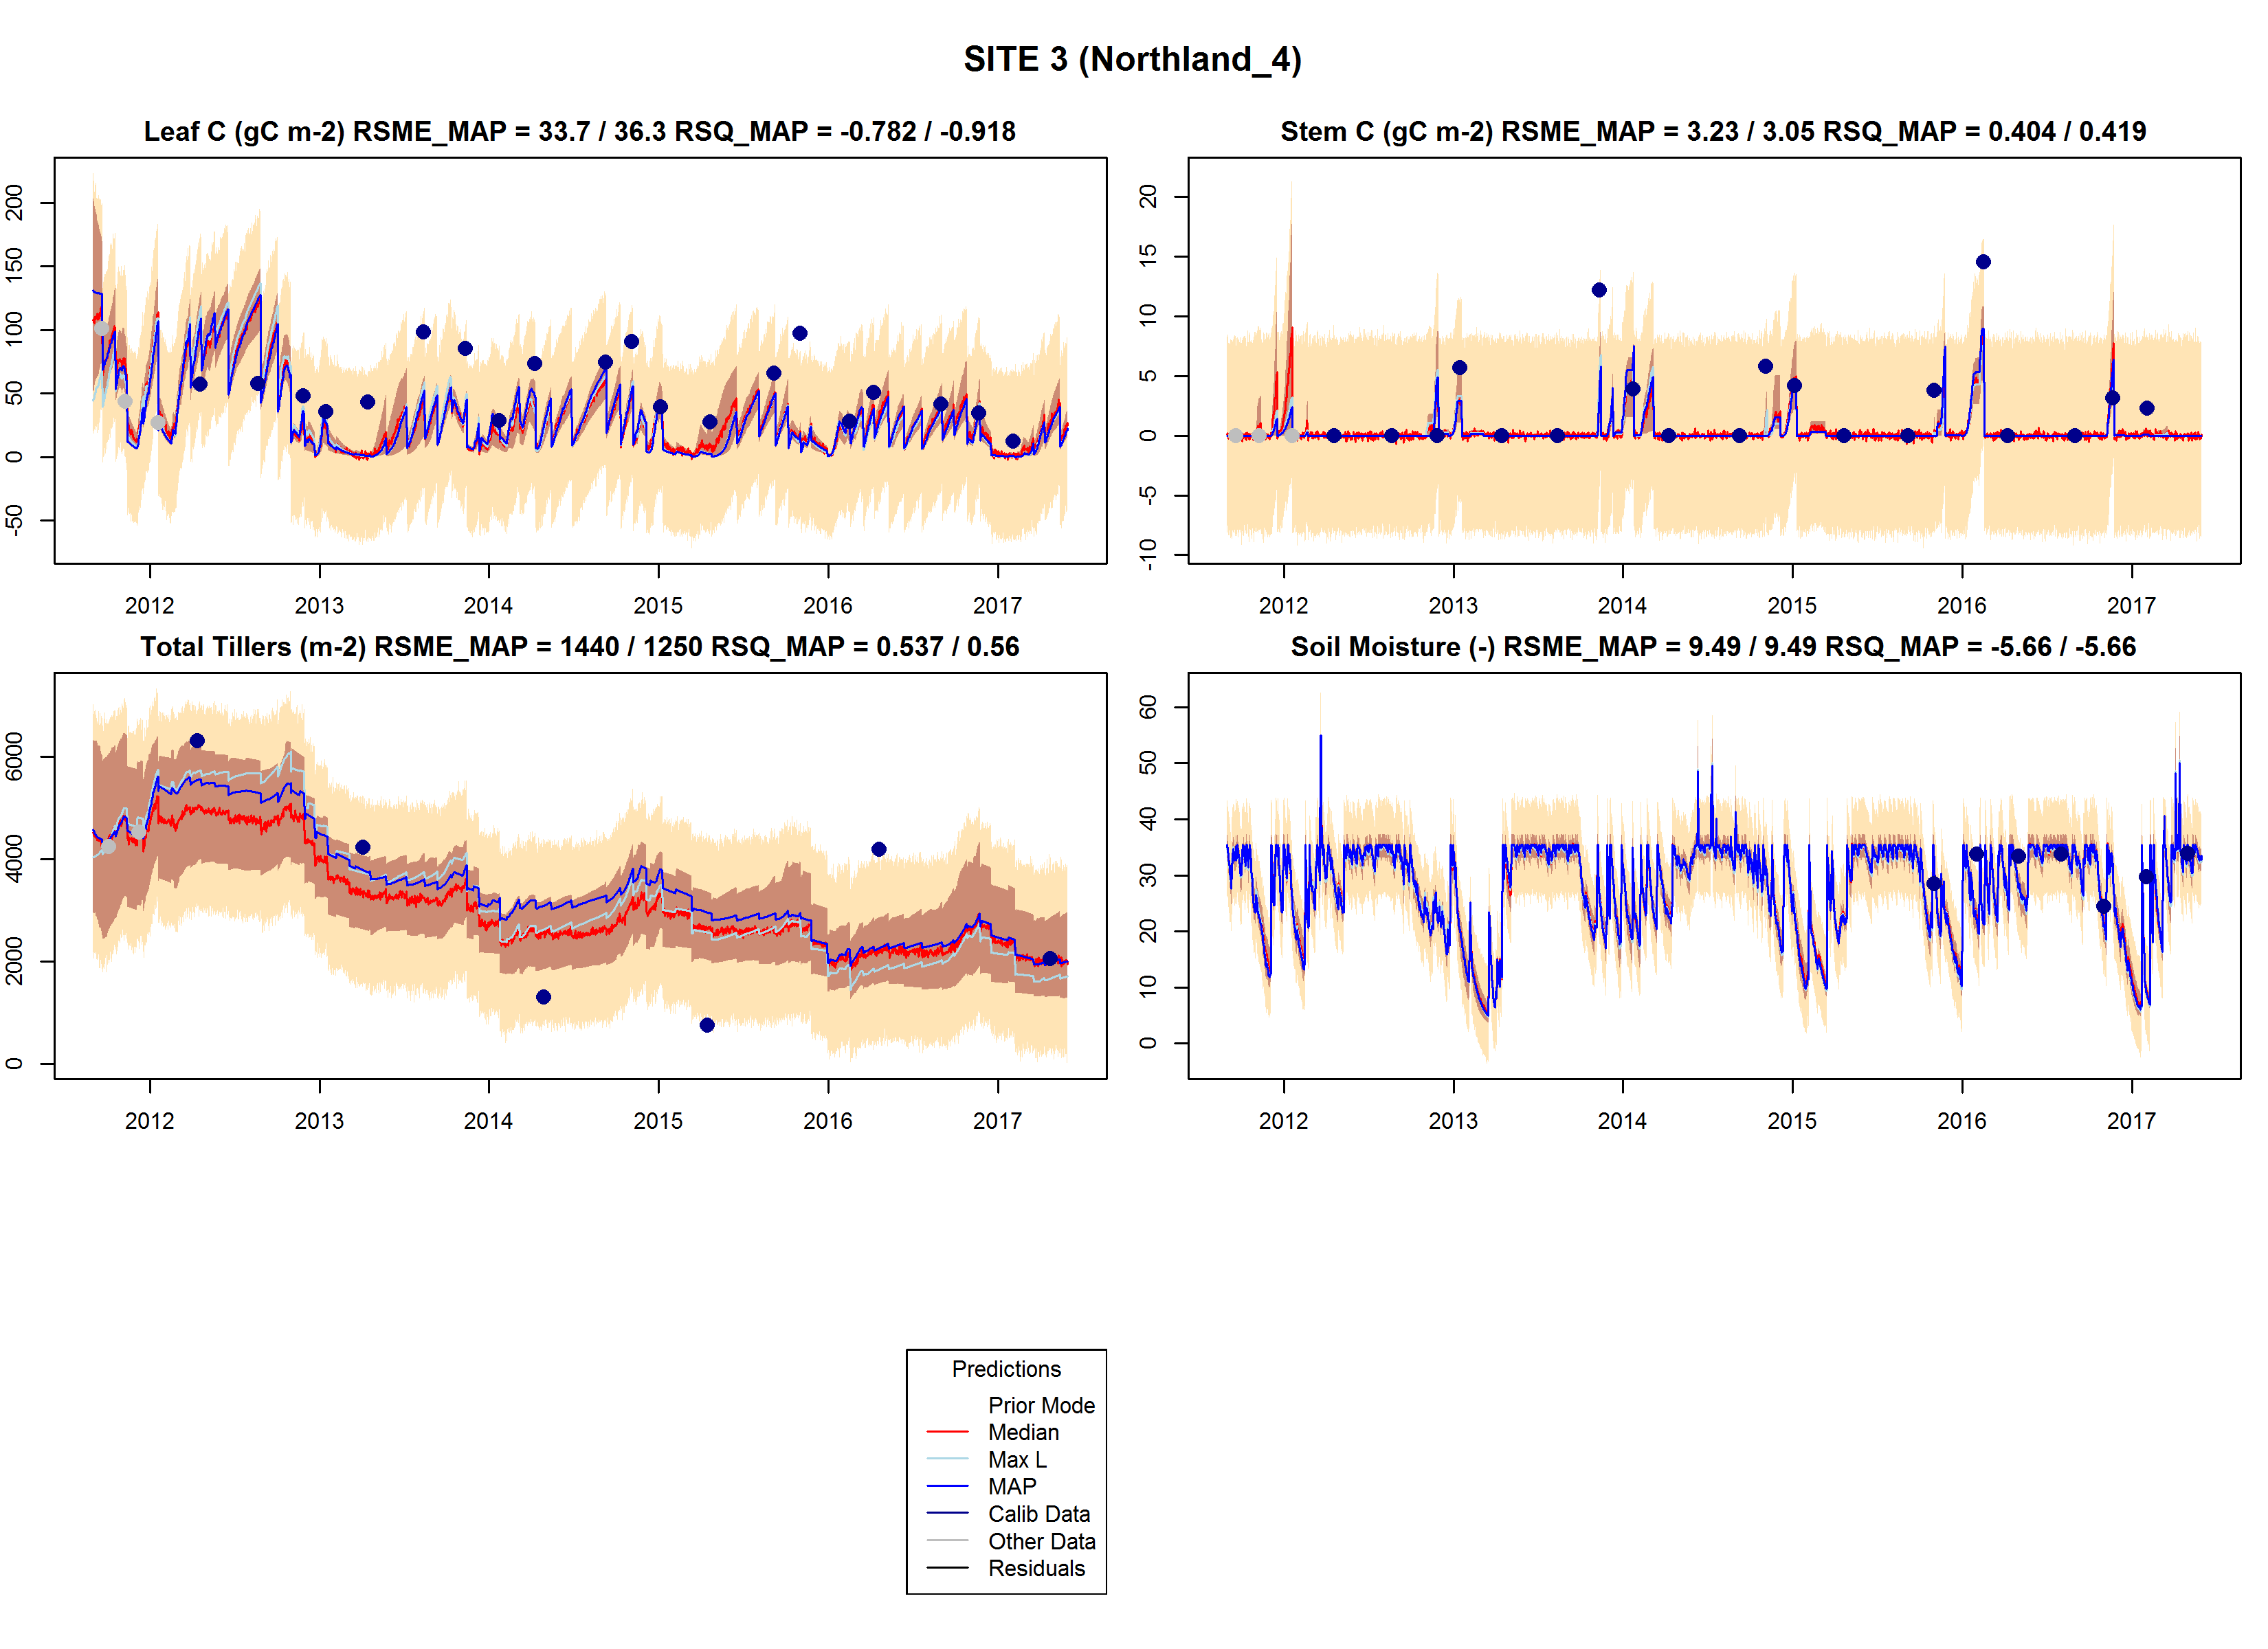 SITE 3 (Northland_4)
Leaf C (gC m-2) RSME_MAP = 33.7 / 36.3 RSQ_MAP = -0.782 / -0.918
200
150
100
50
0
-50
2012 2013 2014 2015 2016 2017
Stem C (gC m-2) RSME_MAP = 3.23 / 3.05 RSQ_MAP = 0.404 / 0.419
20
15
10
5
0
-5
-10
2012 2013 2014 2015 2016 2017
Total Tillers (m-2) RSME_MAP = 1440 / 1250 RSQ_MAP = 0.537 / 0.56
6000
4000
2000
0
2012 2013 2014 2015 2016 2017
Soil Moisture (-) RSME_MAP = 9.49 / 9.49 RSQ_MAP = -5.66 / -5.66
60
50
40
30
20
10
0
2012 2013 2014 2015 2016 2017
Predictions
Prior Mode
Median
Max L
MAP
Calib Data
Other Data
Residuals